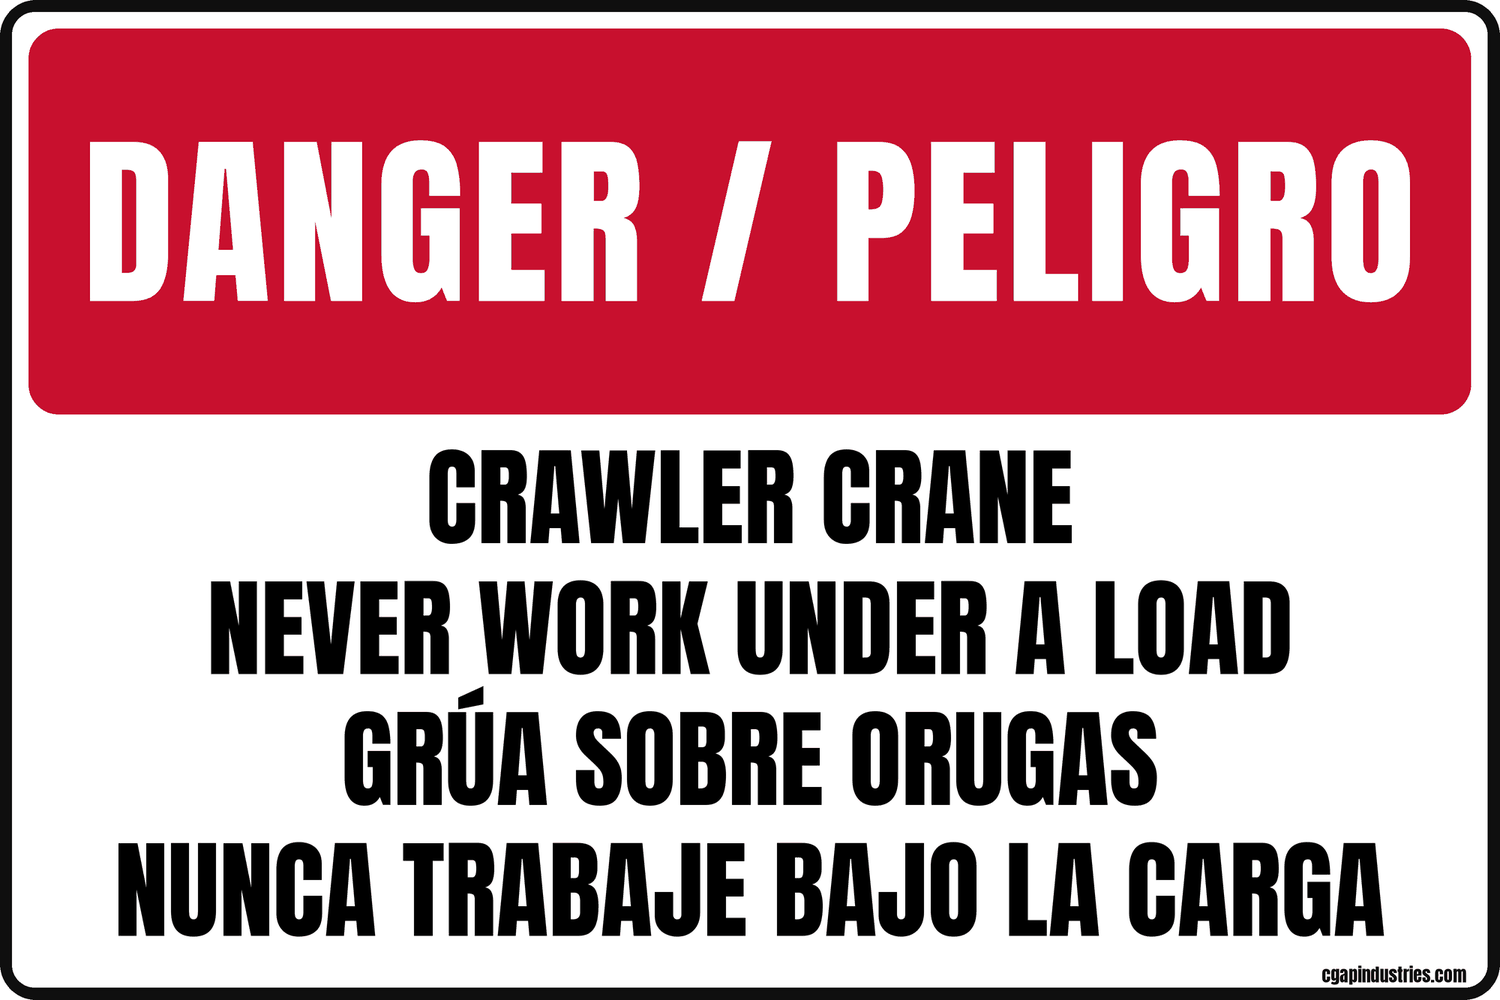 DANGER / PELIGRO
CRAWLER CRANE
NEVER WORK UNDER A LOAD
GRÚA SOBRE ORUGAS
NUNCA TRABAJE BAJO LA CARGA
cgapindustries.com